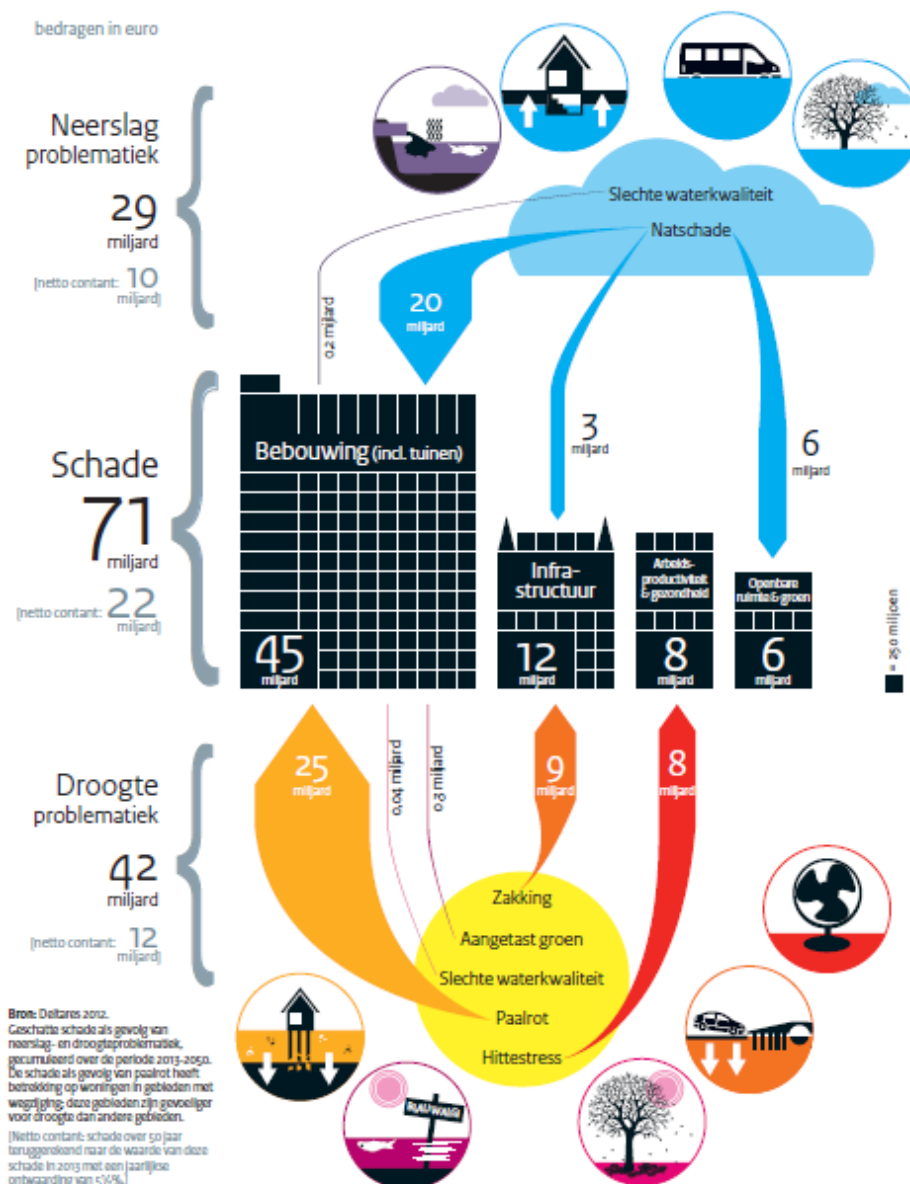 bedragen in euro
Neerslag
problematiek
29
miljard
[netto contant: 10
miljard]
Slechte waterkwaliteit
Natschade
0,2 miljard
20
miljard
3
miljard
6
miljard
Schade
71
miljard
[netto contant: 22
miljard]
Bebouwing (incl. tuinen)
45
miljard
Infra-
structuur
12
miljard
Arbeids-
productiviteit
& gezondheid
8
miljard
Openbare
ruimte & groen
6
miljard
= 250 miljoen
Droogte
problematiek
42
miljard
[netto contant: 12
miljard]
25
miljard
0,04 miljard
9
miljard
8
miljard
Zakking
Aangetast groen
Slechte waterkwaliteit
Paalrot
Hittestress
BLAUWALG!
Bron: Deltares 2012.
Geschatte schade als gevolg van
neerslag- en droogteproblematiek,
gecumuleerd over de periode 2013-2050.
De schade als gevolg van paalrot heeft
betrekking op woningen in gebieden met
wegzijging; deze gebieden zijn gevoeliger
voor droogte dan andere gebieden.
[Netto contant: schade over 50 jaar
teruggerekend naar de waarde van deze
schade in 2013 met een jaarlijkse
ontwaarding van 5½%.]